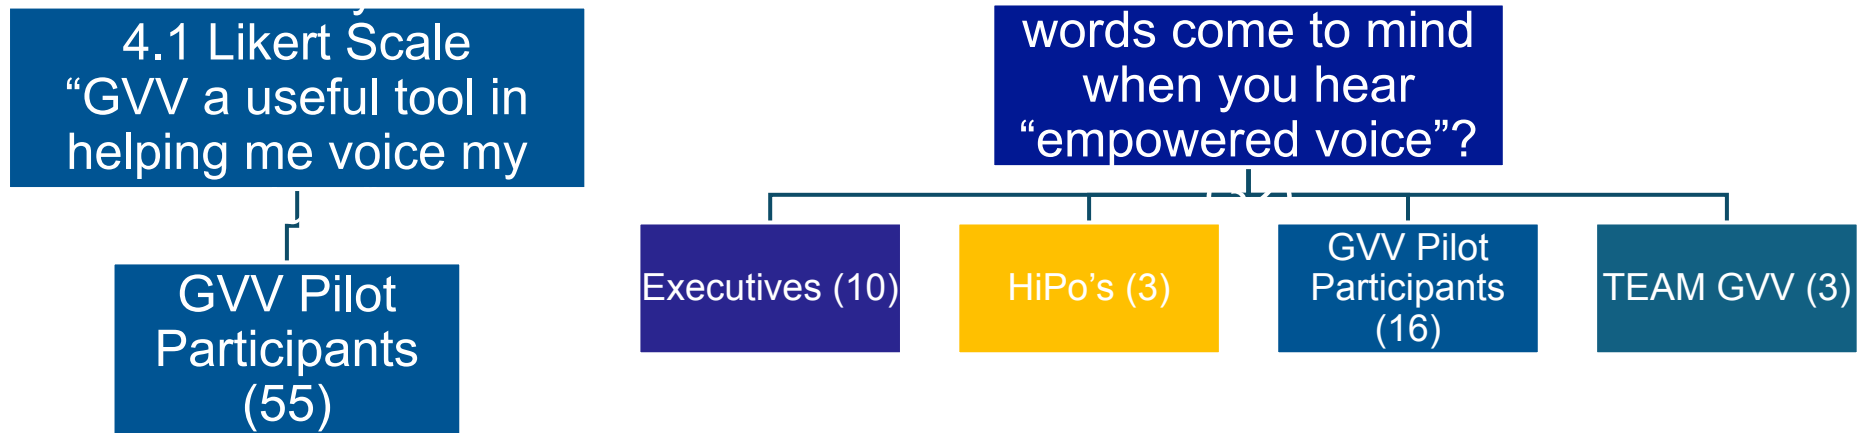 4.1 Likert Scale
“GVV a useful tool in
helping me voice my
GVV Pilot
Participants
(55)
words come to mind
when you hear
“empowered voice”?
Executives (10)
HiPo’s (3)
GVV Pilot
Participants
(16)
TEAM GVV (3)